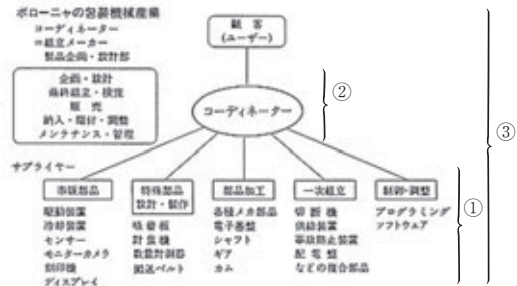 ボローニャの包装機械産業
コーディネーター
=組立メーカー
製品企画・設計部
顧客
(ユーザー)
企画・設計
最終組立・検査
販売
納入・据付・調整
メンテナンス・管理
コーディネーター
②
③
①
サプライヤー
市販部品
駆動装置
冷却装置
センサー
モニターカメラ
刻印機
ディスプレイ
特殊部品
設計・製作
吸着板
計量機
数量計測器
搬送ベルト
部品加工
各種メカ部品
電子基盤
シャフト
ギア
カム
一次組立
切断機
供給装置
事故防止装置
配電盤
などの複合部品
制御・調整
プログラミング
ソフトウェア